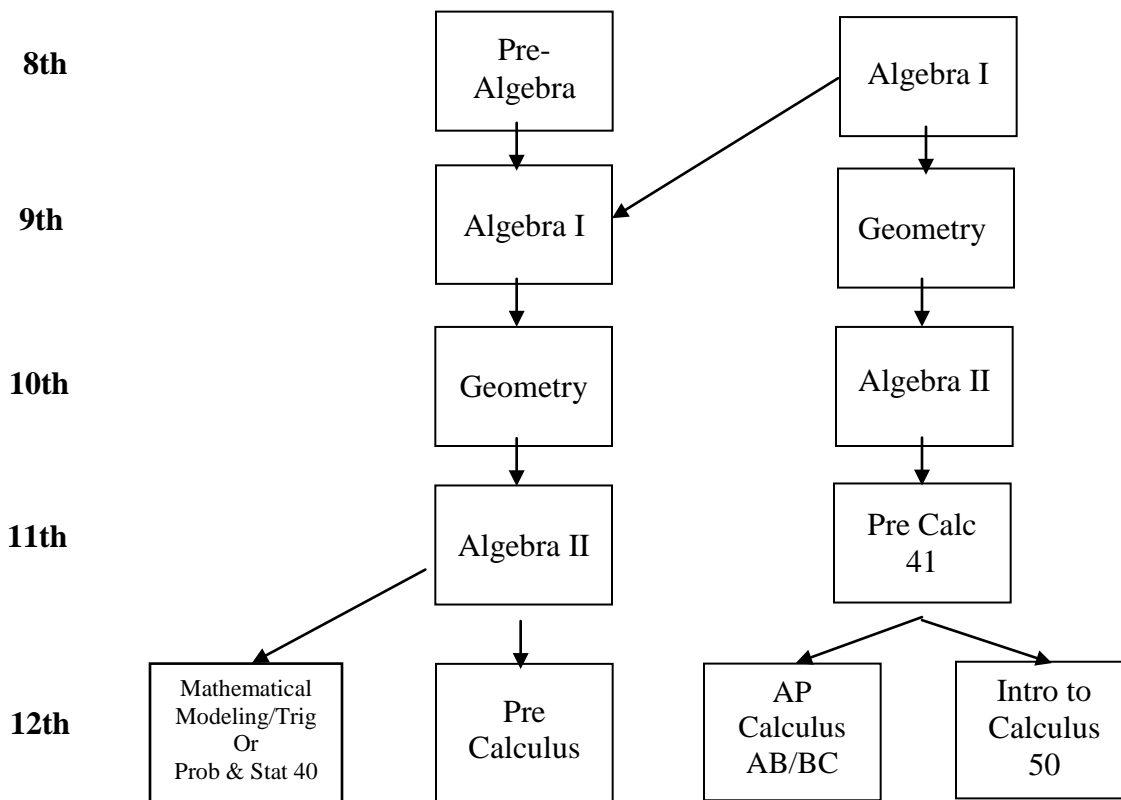 8th
Pre-
Algebra
Algebra I
9th
Algebra I
Geometry
10th
Geometry
Algebra II
11th
Algebra II
Pre Calc
41
12th
Mathematical
Modeling/Trig
Or
Prob & Stat 40
Pre
Calculus
AP
Calculus
AB/BC
Intro to
Calculus
50